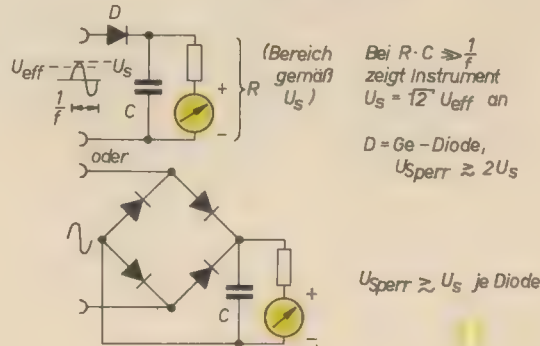 D
U_eff
U_s
1/f
C
R
+
−
(Bereich
gemäß
U_s)
Bei R·C ≫ 1/f
zeigt Instrument
U_s = √2 U_eff an
D = Ge-Diode,
U_Sperr ≳ 2U_s
oder
C
+
−
U_Sperr ≳ U_s je Diode